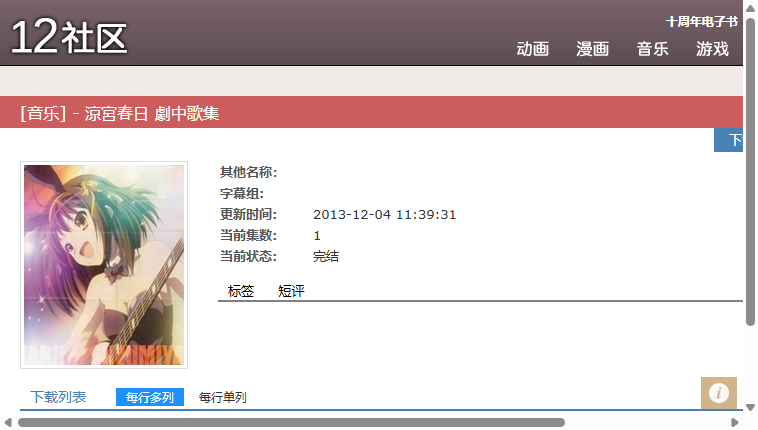 12社区
十周年电子书
动画 漫画 音乐 游戏
[音乐] - 涼宮春日 劇中歌集
其他名称:
字幕组:
更新时间: 2013-12-04 11:39:31
当前集数: 1
当前状态: 完结
标签 短评
下载列表 每行多列 每行单列